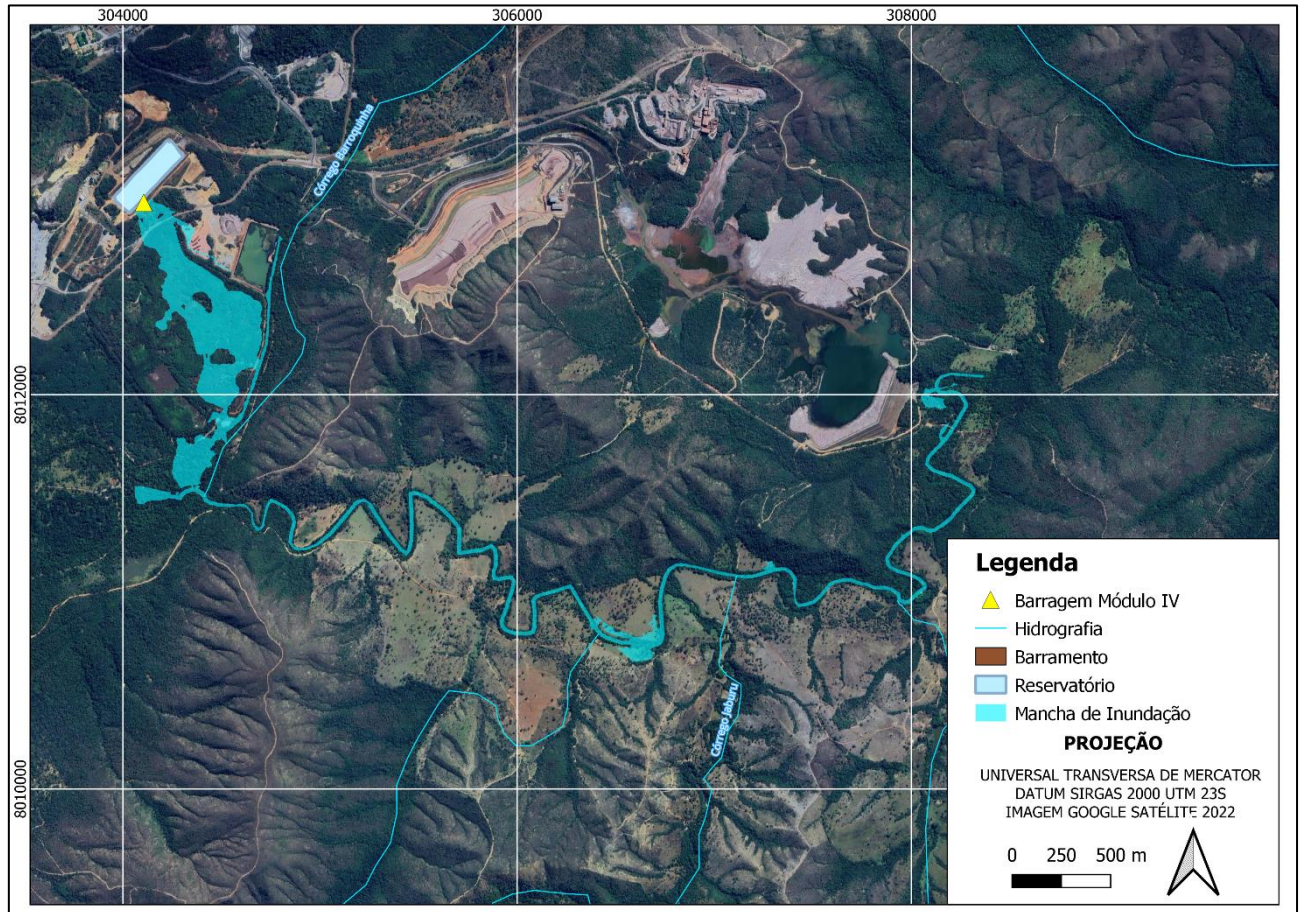 304000
306000
308000
8012000
8010000
Córrego Barroquinha
Córrego Jaburu
Legenda
Barragem Módulo IV
Hidrografia
Barramento
Reservatório
Mancha de Inundação
PROJEÇÃO
UNIVERSAL TRANSVERSA DE MERCATOR
DATUM SIRGAS 2000 UTM 23S
IMAGEM GOOGLE SATÉLITE 2022
0 250 500 m